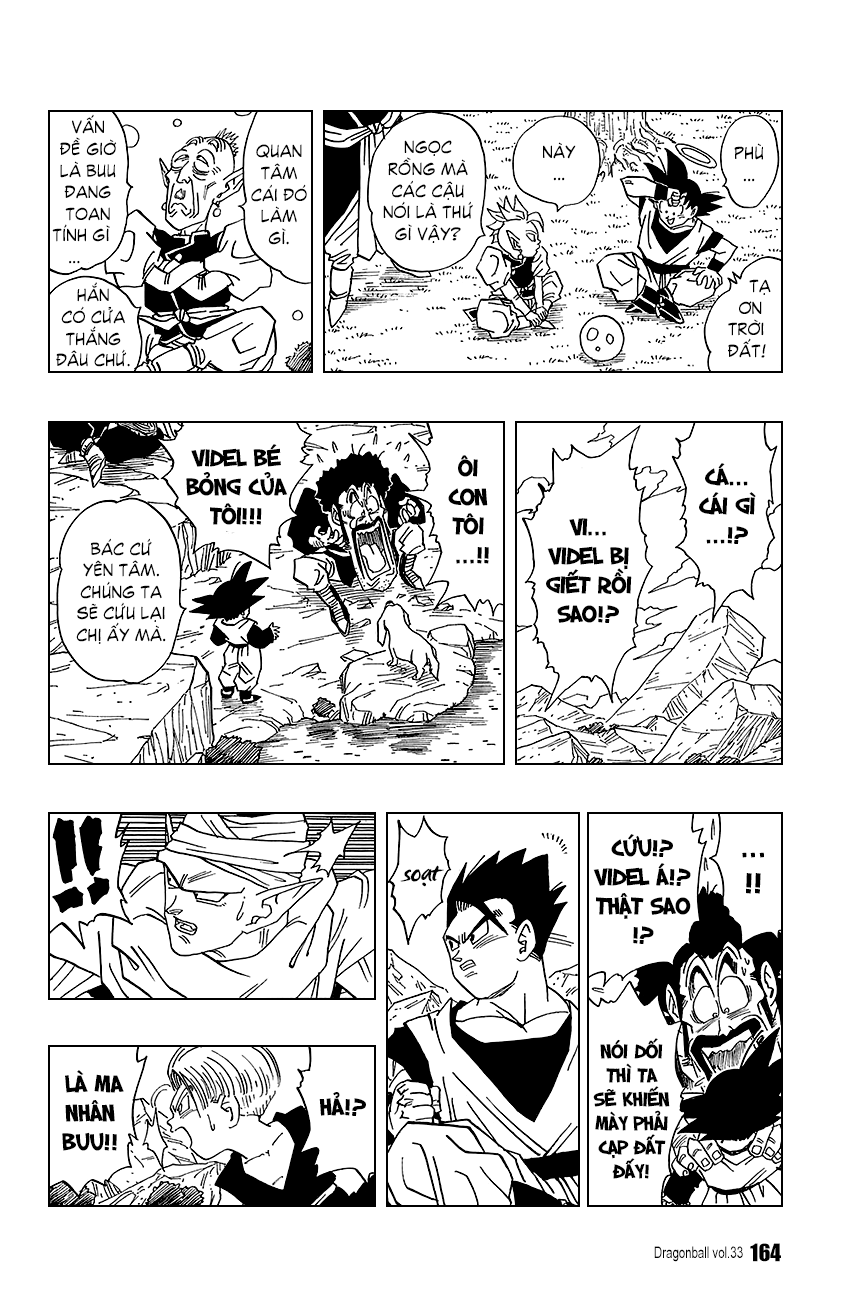 PHÙ
...
TẠ
ƠN
TRỜI
ĐẤT!
NÀY
...
NGỌC
RỒNG MÀ
CÁC CẬU
NÓI LÀ THỨ
GÌ VẬY?
QUAN
TÂM
CÁI ĐÓ
LÀM
GÌ.
VẤN
ĐỀ GIỜ
LÀ BUU
ĐANG
TOAN
TÍNH GÌ
...
HẮN
CÓ CỬA
THẮNG
ĐÂU CHỨ.
CÁ...
CÁI GÌ
...!?
VI...
VIDEL BỊ
GIẾT RỒI
SAO!?
ÔI
CON
TÔI
...!!
VIDEL BÉ
BỎNG CỦA
TÔI!!!
BÁC CỨ
YÊN TÂM.
CHÚNG TA
SẼ CỨU LẠI
CHỊ ẤY MÀ.
...
!!
CỨU!?
VIDEL Á!?
THẬT SAO
!?
NÓI DỐI
THÌ TA
SẼ KHIẾN
MÀY PHẢI
CẠP ĐẤT
ĐẤY!
soạt
!!
HẢ!?
LÀ MA
NHÂN
BUU!!
Dragonball vol.33 164